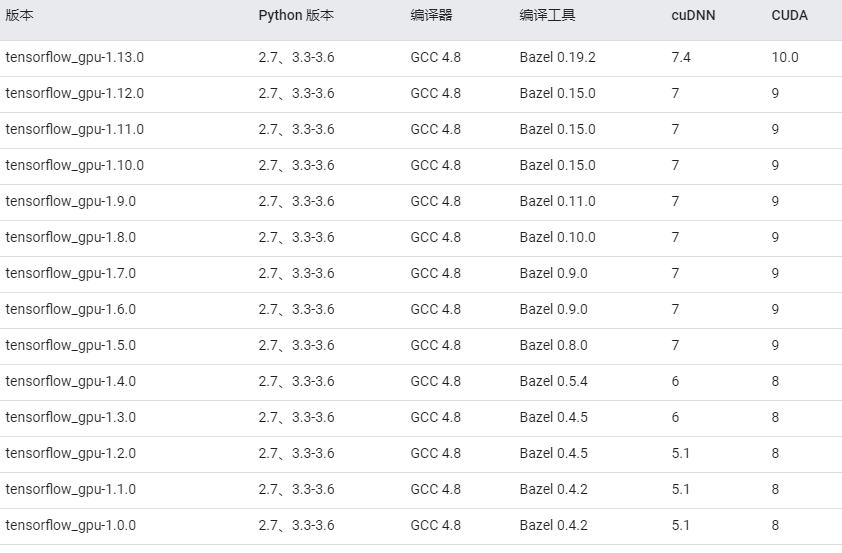 版本 Python 版本 编译器 编译工具 cuDNN CUDA
tensorflow_gpu-1.13.0 2.7、3.3-3.6 GCC 4.8 Bazel 0.19.2 7.4 10.0
tensorflow_gpu-1.12.0 2.7、3.3-3.6 GCC 4.8 Bazel 0.15.0 7 9
tensorflow_gpu-1.11.0 2.7、3.3-3.6 GCC 4.8 Bazel 0.15.0 7 9
tensorflow_gpu-1.10.0 2.7、3.3-3.6 GCC 4.8 Bazel 0.15.0 7 9
tensorflow_gpu-1.9.0 2.7、3.3-3.6 GCC 4.8 Bazel 0.11.0 7 9
tensorflow_gpu-1.8.0 2.7、3.3-3.6 GCC 4.8 Bazel 0.10.0 7 9
tensorflow_gpu-1.7.0 2.7、3.3-3.6 GCC 4.8 Bazel 0.9.0 7 9
tensorflow_gpu-1.6.0 2.7、3.3-3.6 GCC 4.8 Bazel 0.9.0 7 9
tensorflow_gpu-1.5.0 2.7、3.3-3.6 GCC 4.8 Bazel 0.8.0 7 9
tensorflow_gpu-1.4.0 2.7、3.3-3.6 GCC 4.8 Bazel 0.5.4 6 8
tensorflow_gpu-1.3.0 2.7、3.3-3.6 GCC 4.8 Bazel 0.4.5 6 8
tensorflow_gpu-1.2.0 2.7、3.3-3.6 GCC 4.8 Bazel 0.4.5 5.1 8
tensorflow_gpu-1.1.0 2.7、3.3-3.6 GCC 4.8 Bazel 0.4.2 5.1 8
tensorflow_gpu-1.0.0 2.7、3.3-3.6 GCC 4.8 Bazel 0.4.2 5.1 8